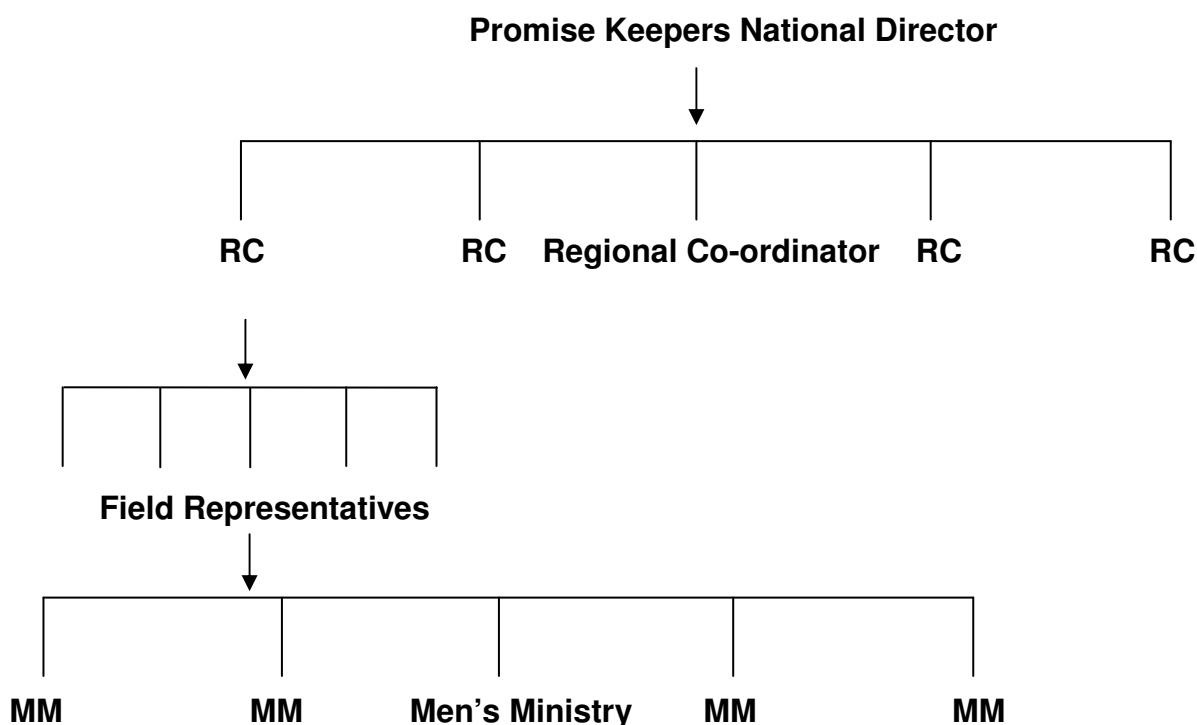 Promise Keepers National Director
RC RC Regional Co-ordinator RC RC
Field Representatives
MM MM Men's Ministry MM MM